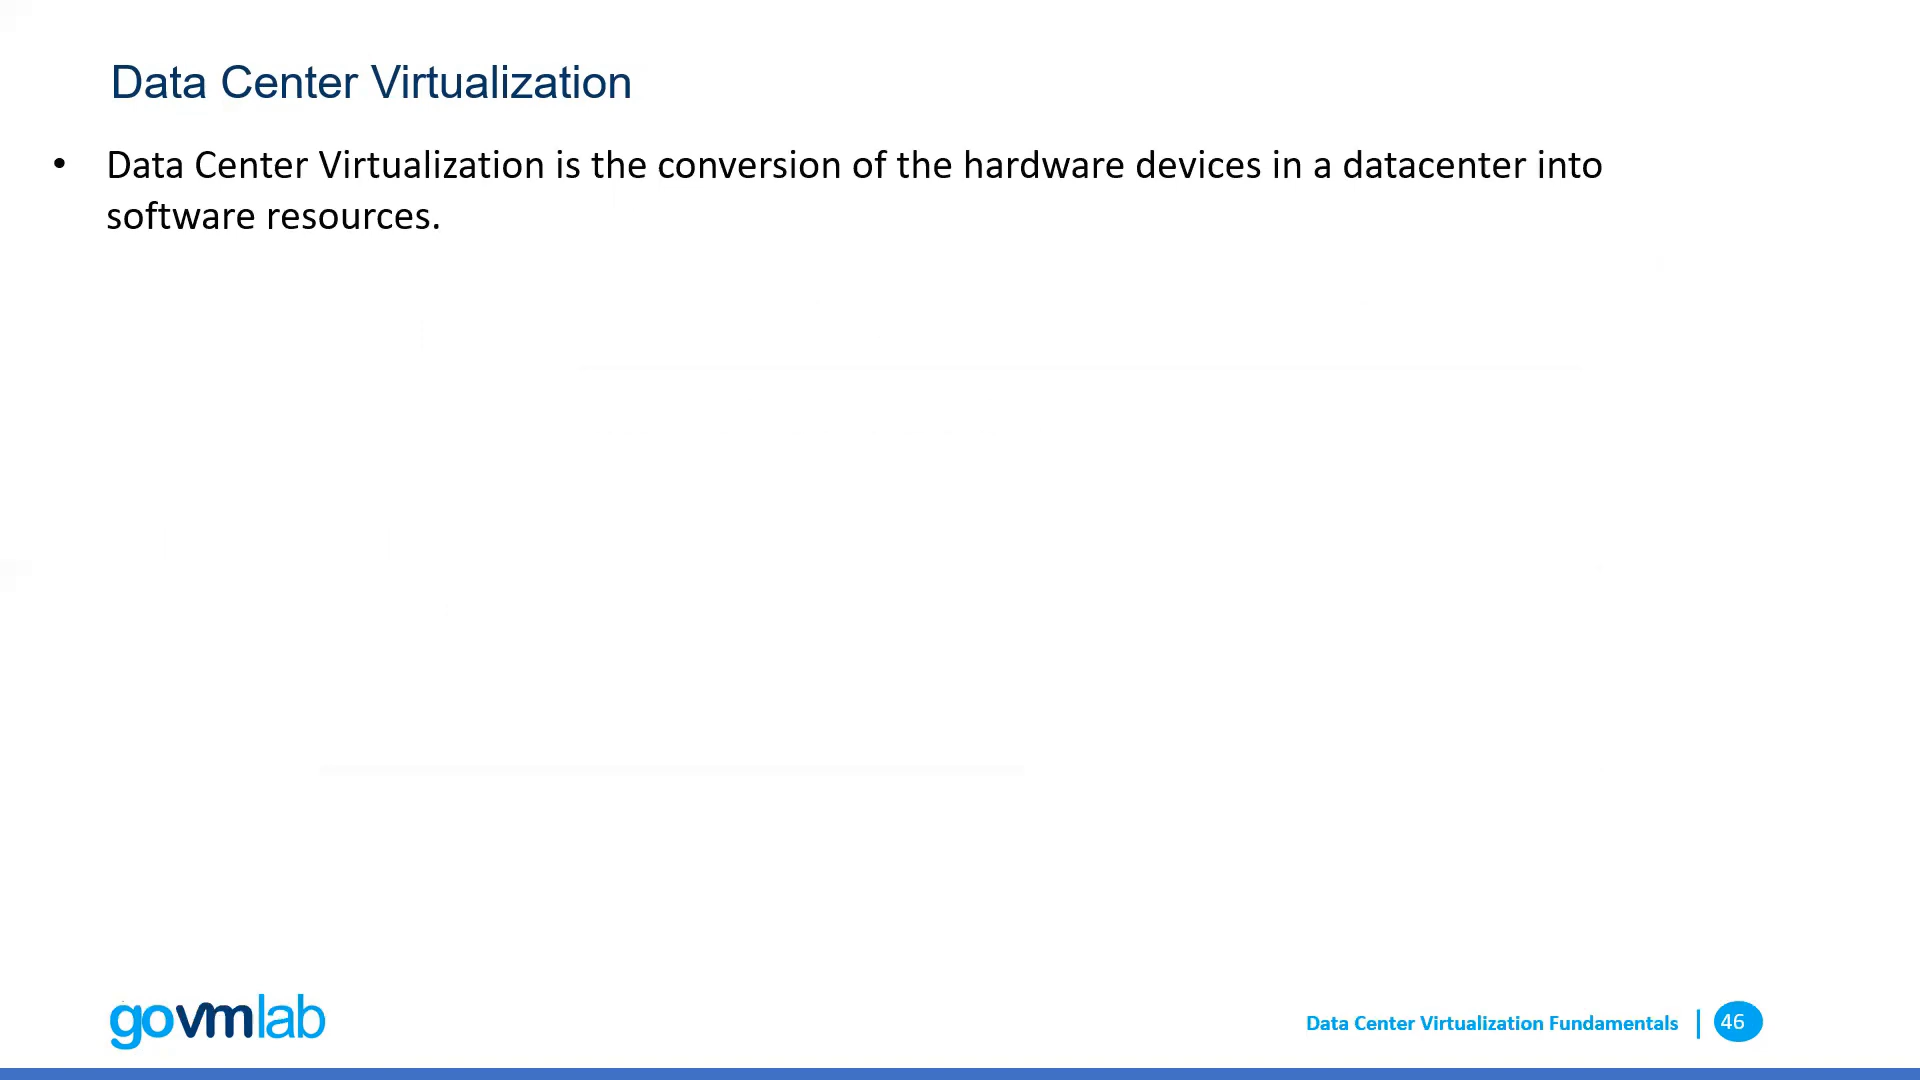 Data Center Virtualization
• Data Center Virtualization is the conversion of the hardware devices in a datacenter into
software resources.
govmlab
Data Center Virtualization Fundamentals | 46